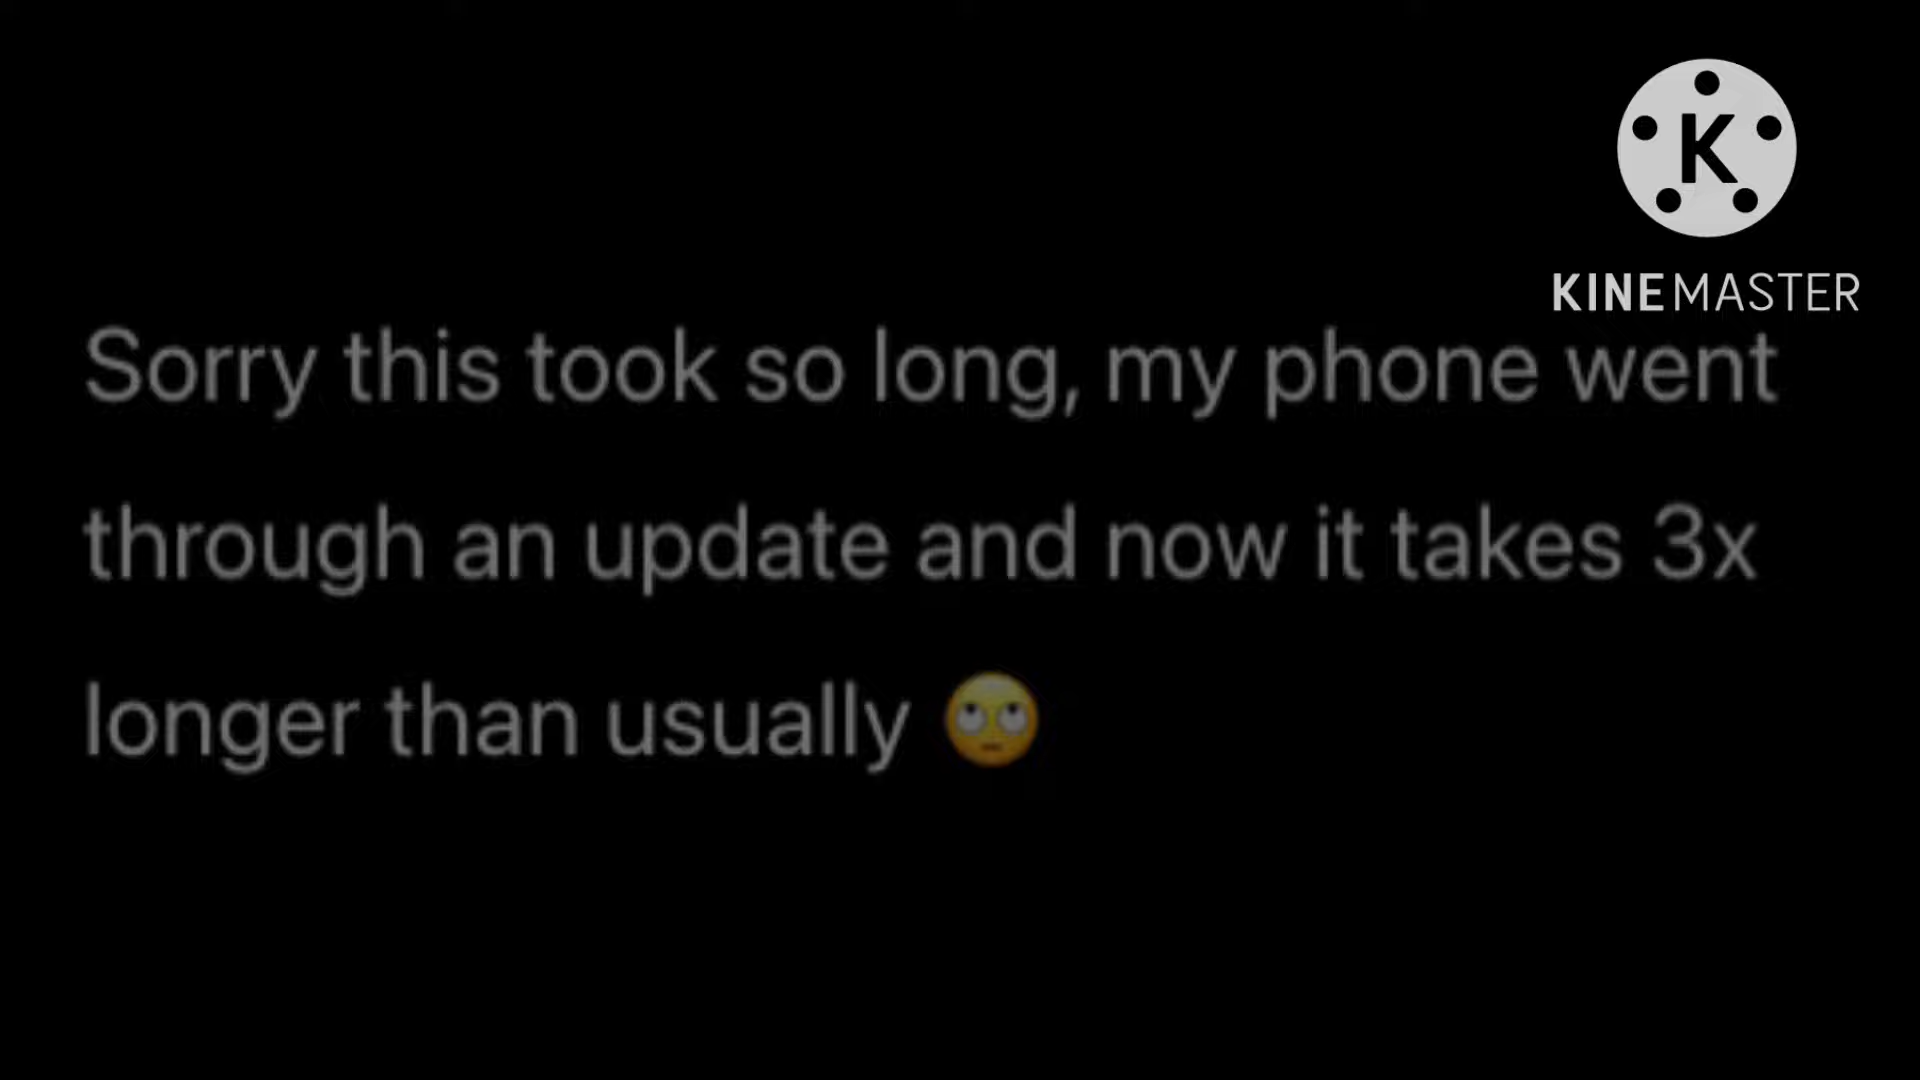 K
KINEMASTER
Sorry this took so long, my phone went
through an update and now it takes 3x
longer than usually 🙄